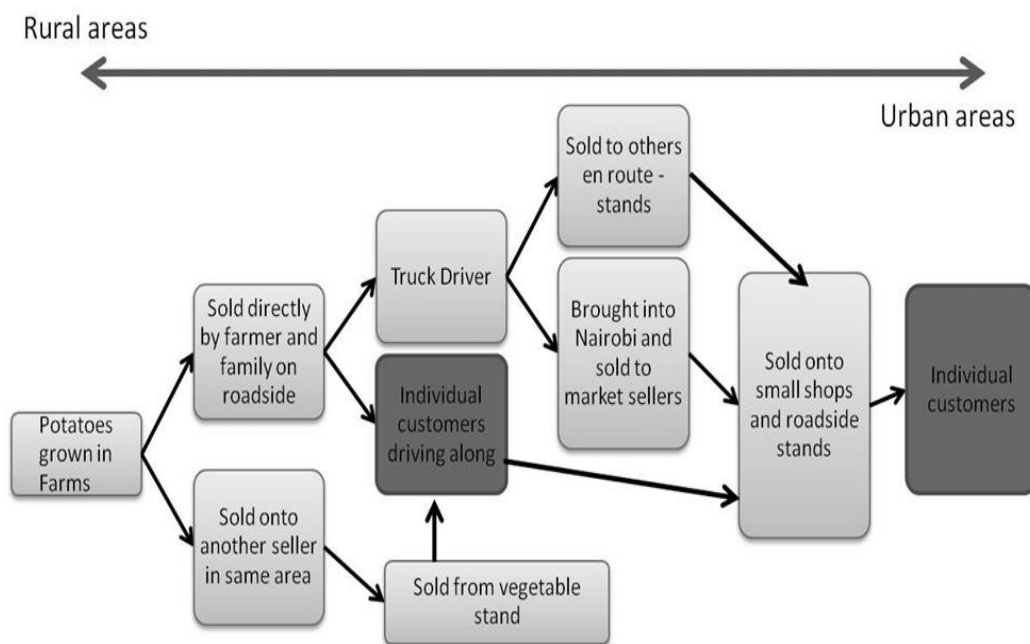 Rural areas
Urban areas
Sold to others
en route -
stands
Truck Driver
Sold directly
by farmer and
family on
roadside
Brought into
Nairobi and
sold to
market sellers
Sold onto
small shops
and roadside
stands
Individual
customers
Individual
customers
driving along
Potatoes
grown in
Farms
Sold onto
another seller
in same area
Sold from vegetable
stand